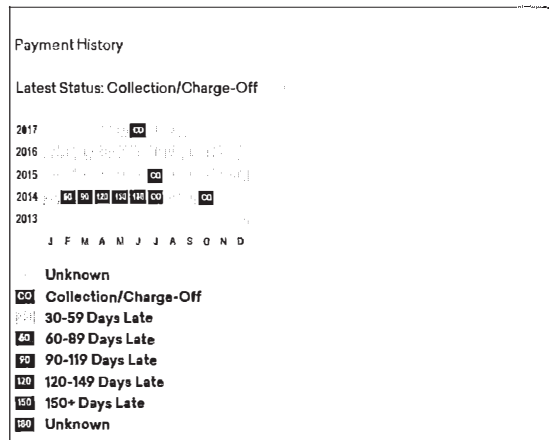 Payment History
Latest Status: Collection/Charge-Off
2017 CO
2016
2015 CO
2014 60 90 120 150 180 CO CO
2013
J F M A M J J A S O N D
Unknown
CO Collection/Charge-Off
30-59 Days Late
60 60-89 Days Late
90 90-119 Days Late
120 120-149 Days Late
150 150+ Days Late
180 Unknown